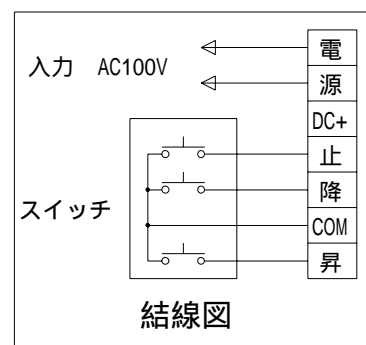 入力 AC100V
スイッチ
電
源
DC+
止
降
COM
昇
結線図